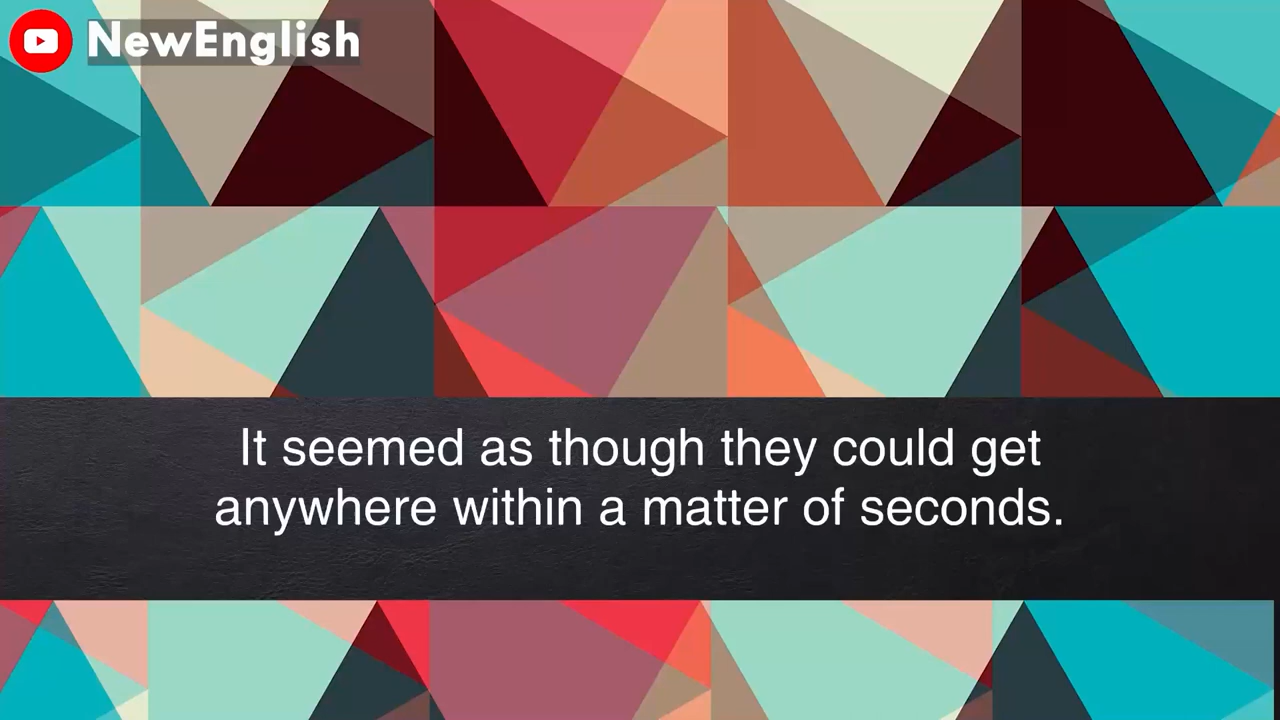 NewEnglish
It seemed as though they could get
anywhere within a matter of seconds.